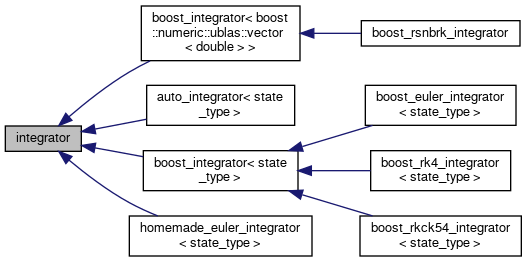 boost_integrator< boost
::numeric::ublas::vector
< double > >
boost_rsnbrk_integrator
auto_integrator< state
_type >
boost_euler_integrator
< state_type >
integrator
boost_integrator< state
_type >
boost_rk4_integrator
< state_type >
homemade_euler_integrator
< state_type >
boost_rkck54_integrator
< state_type >